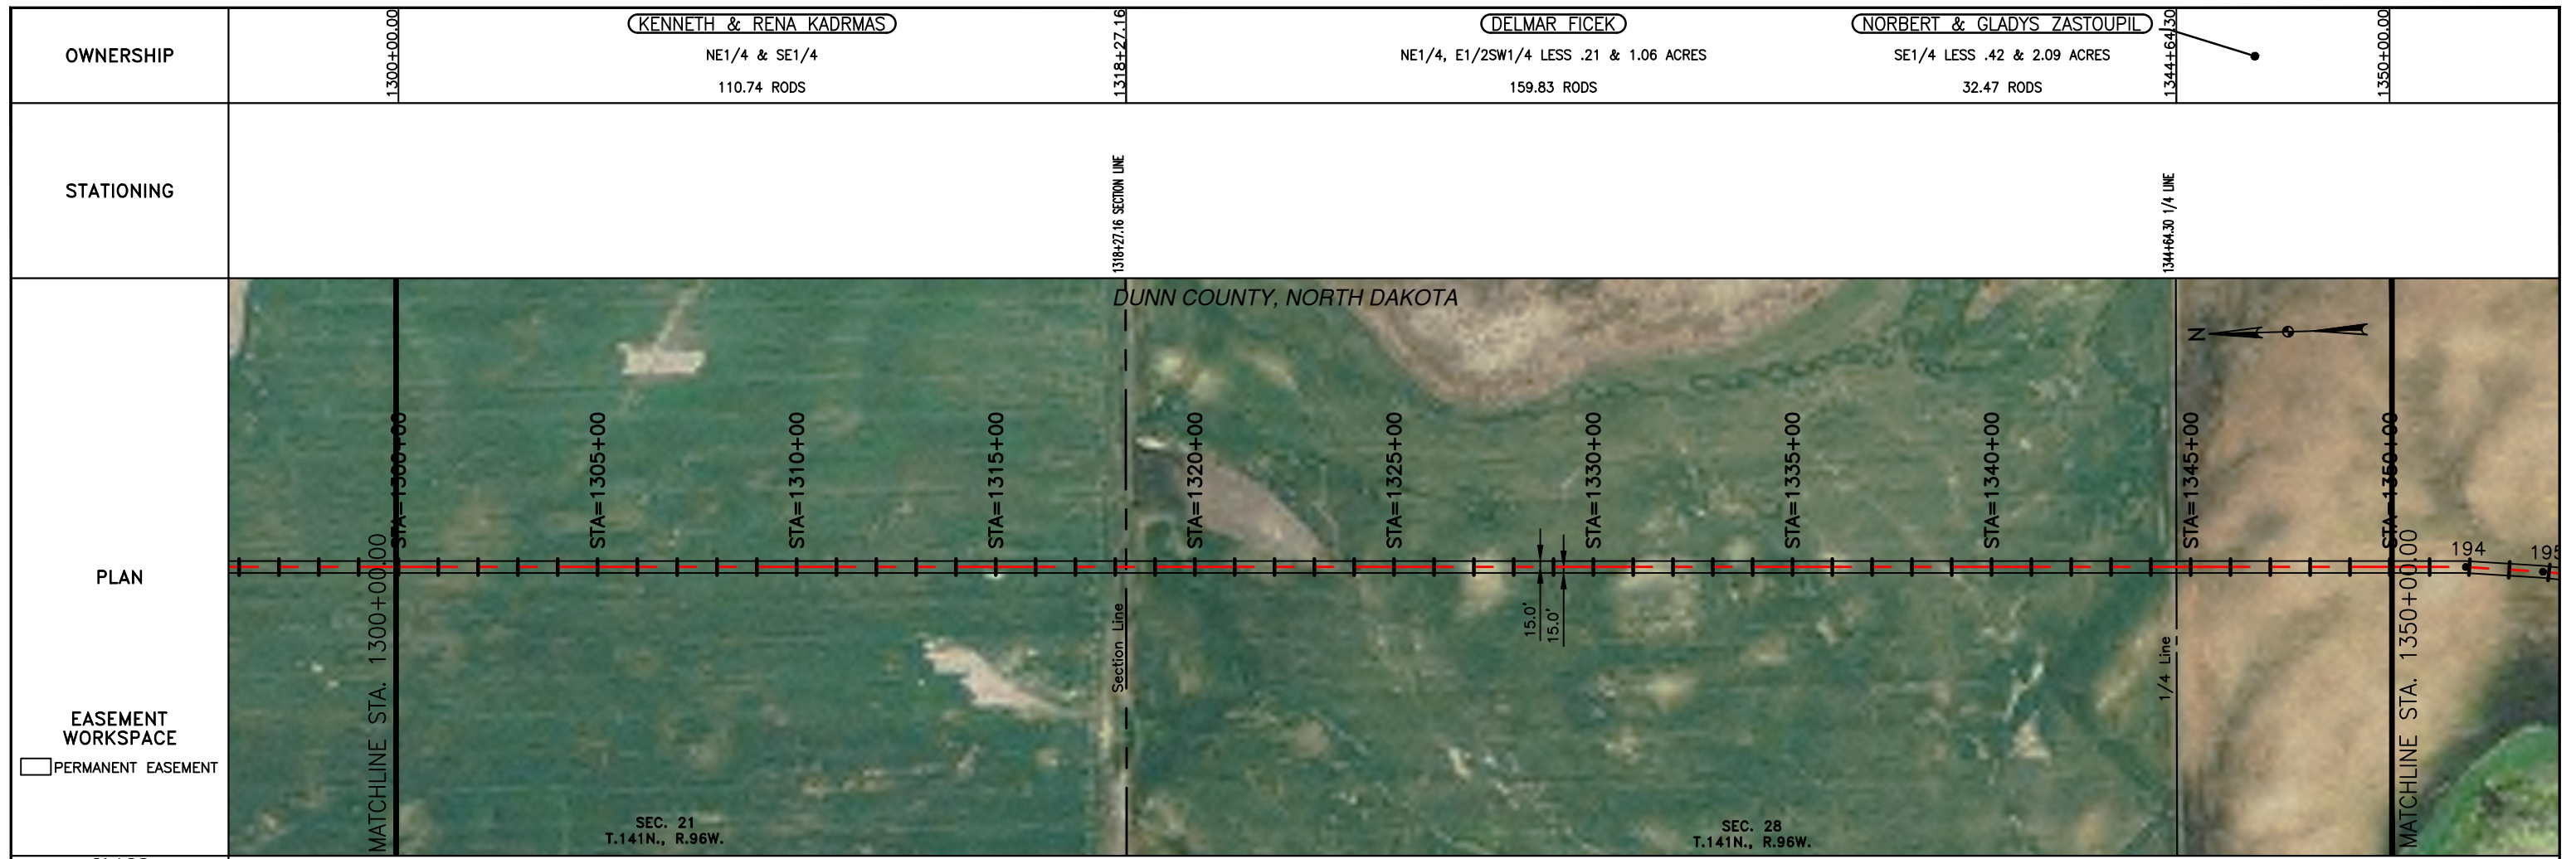 OWNERSHIP
1300+00.00
KENNETH & RENA KADRMAS
NE1/4 & SE1/4
110.74 RODS
1318+27.16
DELMAR FICEK
NE1/4, E1/2SW1/4 LESS .21 & 1.06 ACRES
159.83 RODS
NORBERT & GLADYS ZASTOUPIL
SE1/4 LESS .42 & 2.09 ACRES
32.47 RODS
1344+64.30
1350+00.00
STATIONING
1318+27.16 SECTION LINE
1344+64.30 1/4 LINE
PLAN
DUNN COUNTY, NORTH DAKOTA
N
STA=1300+00
STA=1305+00
STA=1310+00
STA=1315+00
STA=1320+00
STA=1325+00
STA=1330+00
STA=1335+00
STA=1340+00
STA=1345+00
STA=1350+00
194
195
MATCHLINE STA. 1300+00.00
Section Line
15.0'
15.0'
1/4 Line
MATCHLINE STA. 1350+00.00
EASEMENT
WORKSPACE
PERMANENT EASEMENT
SEC. 21
T.141N., R.96W.
SEC. 28
T.141N., R.96W.